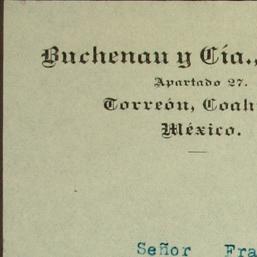 Buchenau y Cía.,
Apartado 27.
Torreón, Coah
México.
Señor Fra